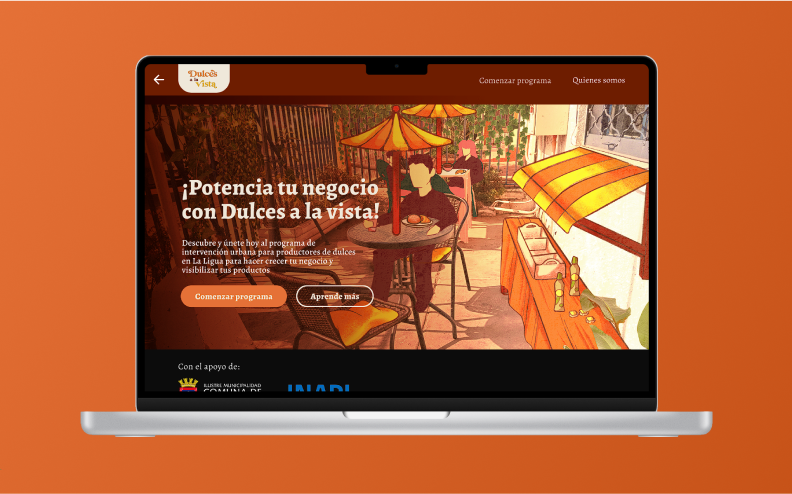 Dulces
a la
Vista
Comenzar programa
Quienes somos
¡Potencia tu negocio
con Dulces a la vista!
Descubre y únete hoy al programa de
intervención urbana para productores de dulces
en La Ligua para hacer crecer tu negocio y
visibilizar tus productos
Comenzar programa
Aprende más
Con el apoyo de:
ILUSTRE MUNICIPALIDAD
COMUNA DE
INAPI